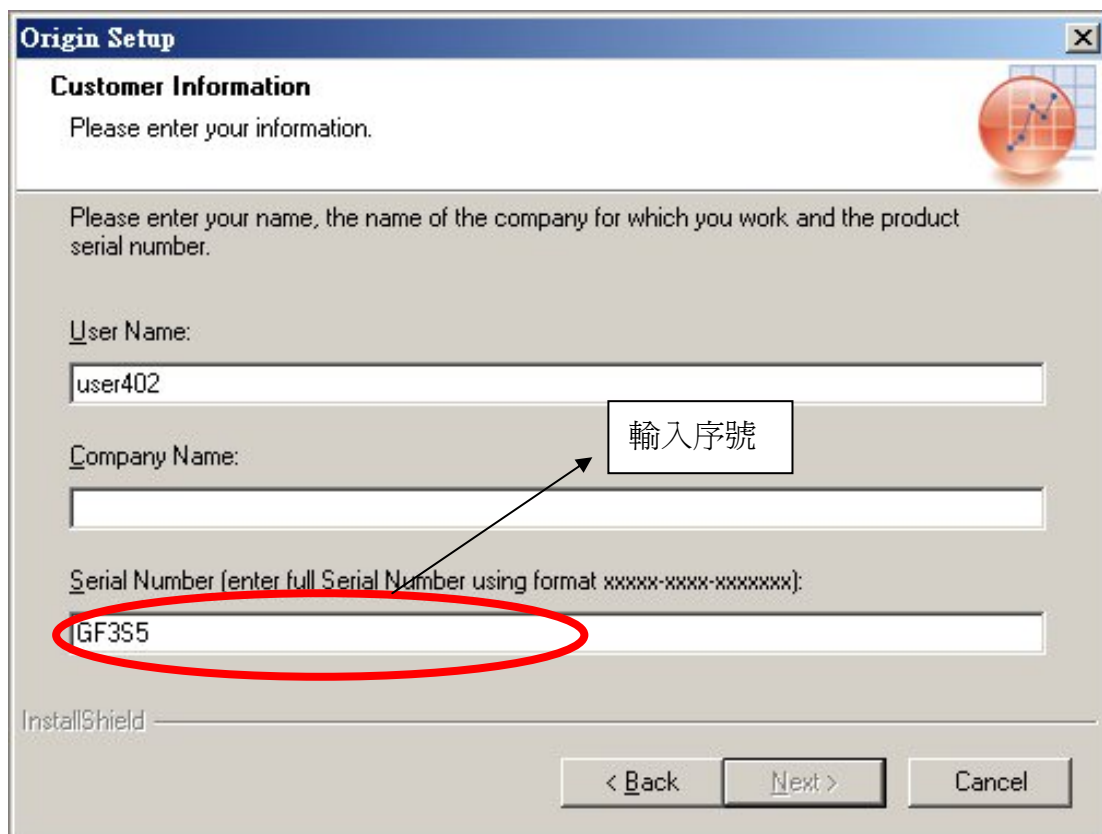 Origin Setup
Customer Information
Please enter your information.
Please enter your name, the name of the company for which you work and the product
serial number.
User Name:
user402
輸入序號
Company Name:
Serial Number (enter full Serial Number using format xxxxx-xxxx-xxxxxxx):
GF3S5
InstallShield
< Back
Next >
Cancel